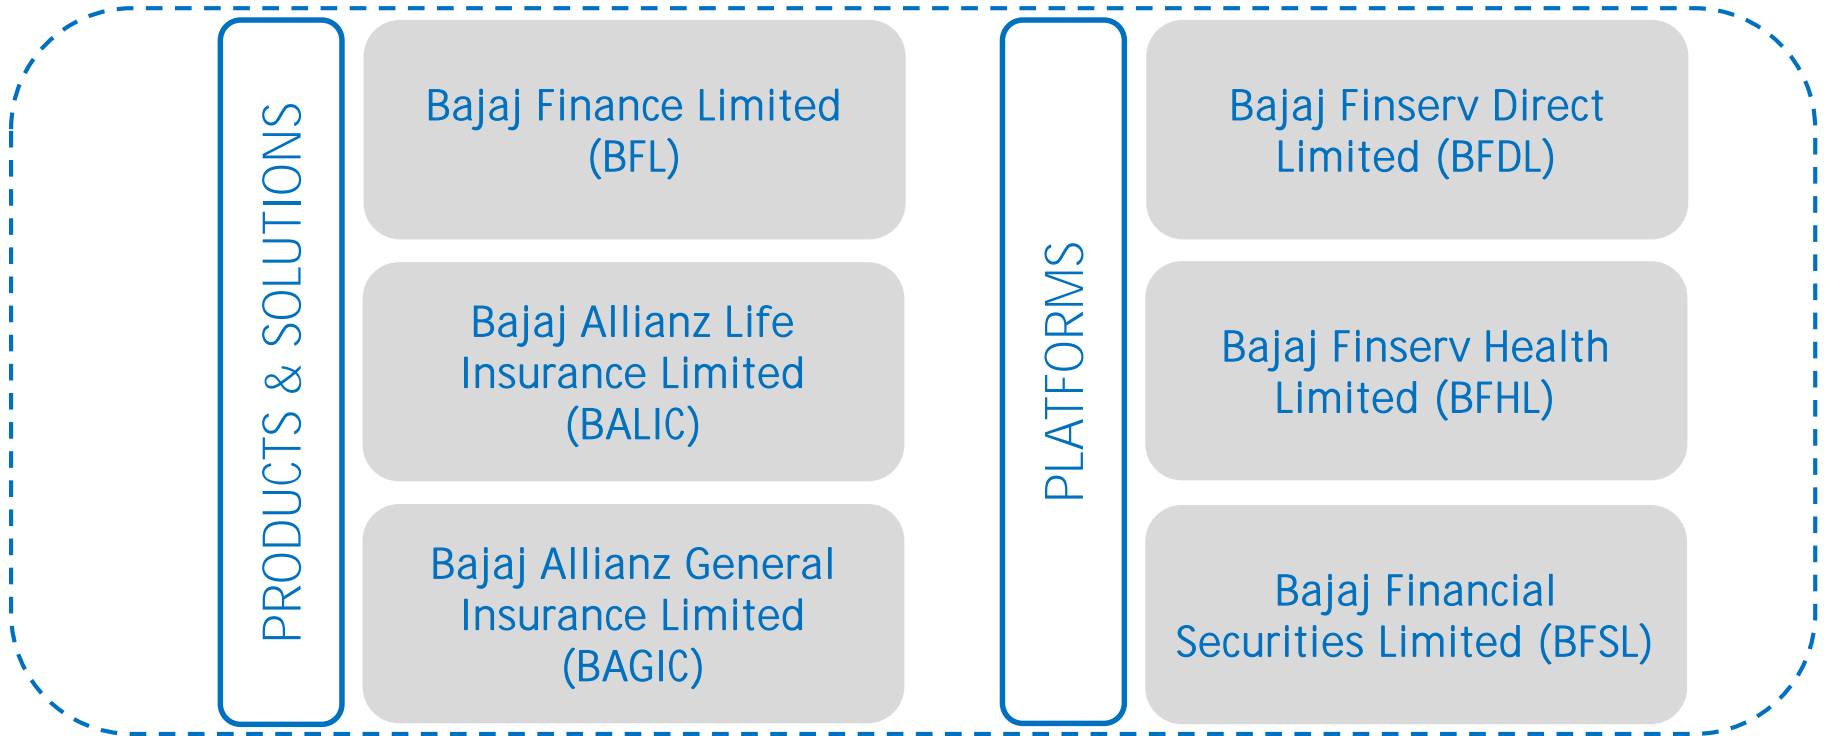 PRODUCTS & SOLUTIONS
Bajaj Finance Limited
(BFL)
Bajaj Allianz Life
Insurance Limited
(BALIC)
Bajaj Allianz General
Insurance Limited
(BAGIC)
PLATFORMS
Bajaj Finserv Direct
Limited (BFDL)
Bajaj Finserv Health
Limited (BFHL)
Bajaj Financial
Securities Limited (BFSL)